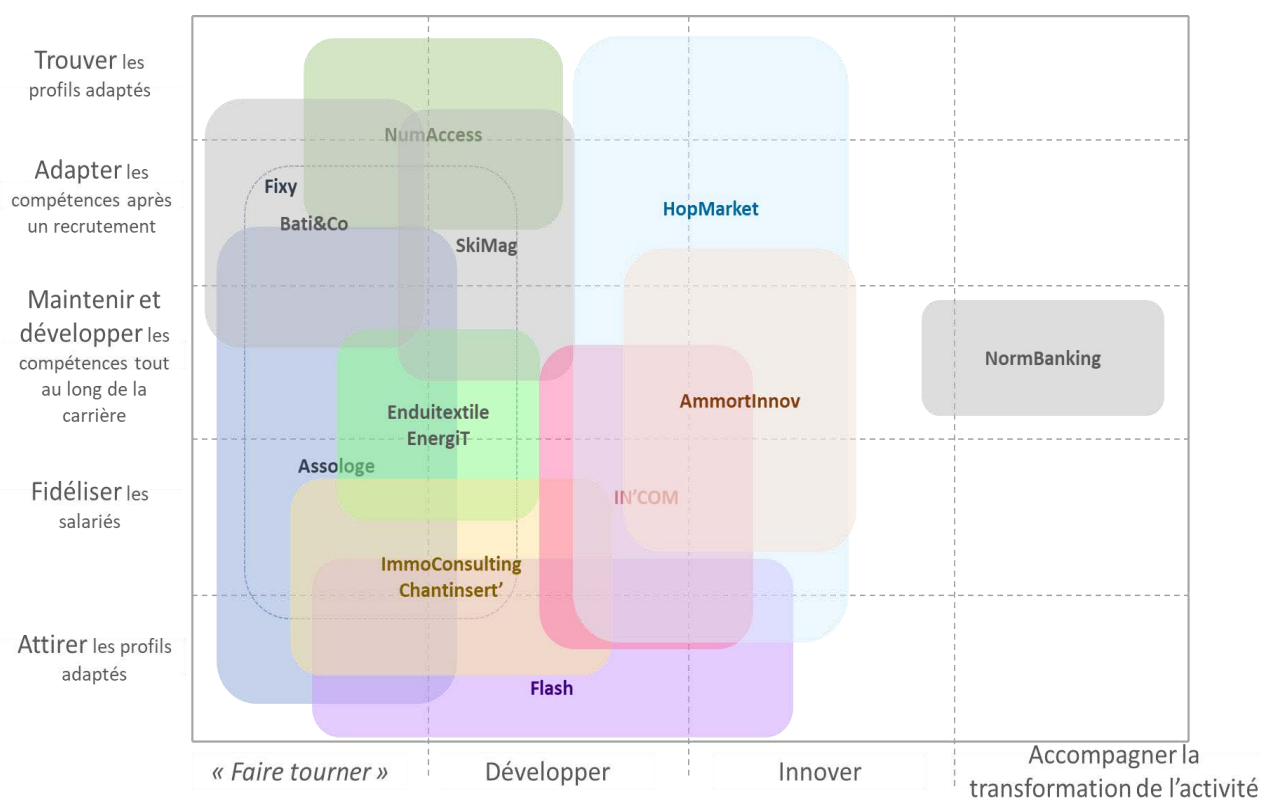 Trouver les
profils adaptés
Adapter les
compétences après
un recrutement
Maintenir et
développer les
compétences tout
au long de la
carrière
Fidéliser les
salariés
Attirer les profils
adaptés
NumAccess
Fixy
Bati&Co
SkiMag
HopMarket
NormBanking
AmmortInnov
Enduitextile
EnergiT
Assologe
IN’COM
ImmoConsulting
Chantinsert’
Flash
« Faire tourner »
Développer
Innover
Accompagner la
transformation de l’activité